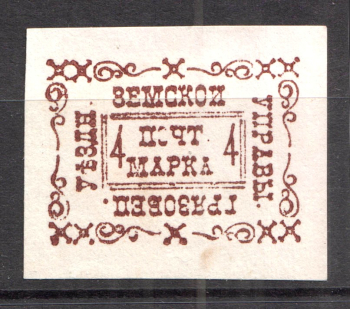 ГРЯЗОВЕЦ.
УѢЗДН.
ЗЕМСКОЙ
УПРАВЫ.
4 ПОЧТ. 4
МАРКА